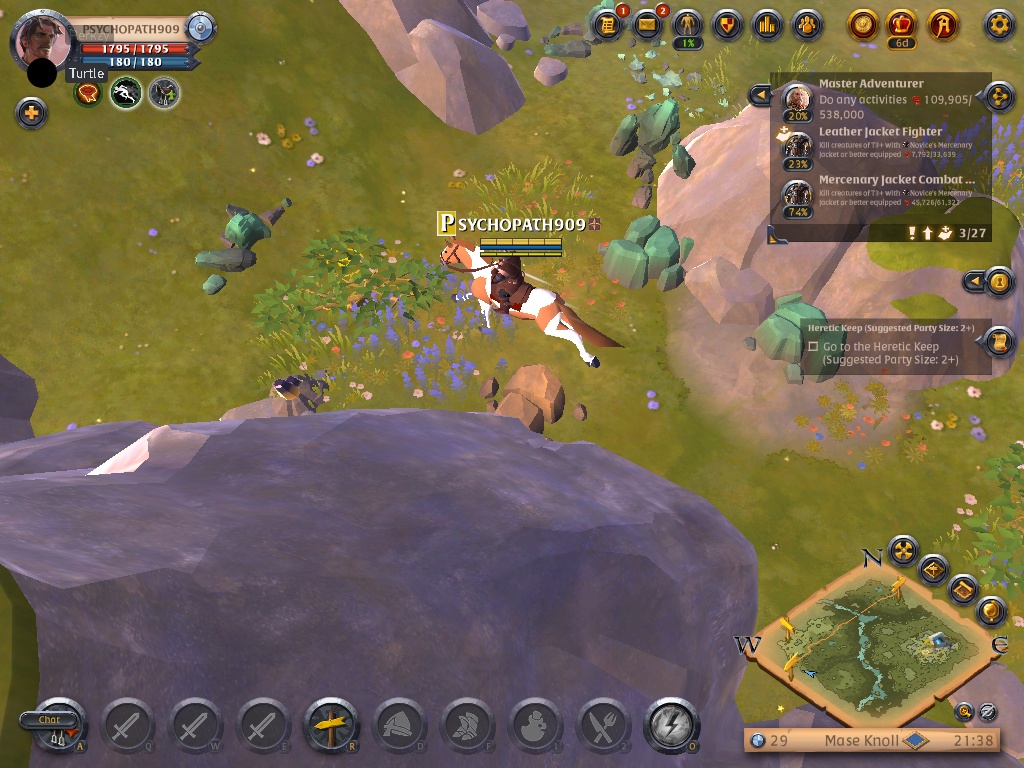 PSYCHOPATH909
1795/1795
180/180
Turtle
1
2
1%
6d
Master Adventurer
Do any activities 109,905/
538,000
20%
Leather Jacket Fighter
Kill creatures of T3+ with Novice's Mercenary
Jacket or better equipped 7,792/33,639
23%
Mercenary Jacket Combat ...
Kill creatures of T3+ with Novice's Mercenary
Jacket or better equipped 45,726/61,323
74%
3/27
PSYCHOPATH909
Heretic Keep (Suggested Party Size: 2+)
Go to the Heretic Keep
(Suggested Party Size: 2+)
N
W
E
Chat
A
Q
W
E
R
D
F
1
2
O
29
Mase Knoll
21:38